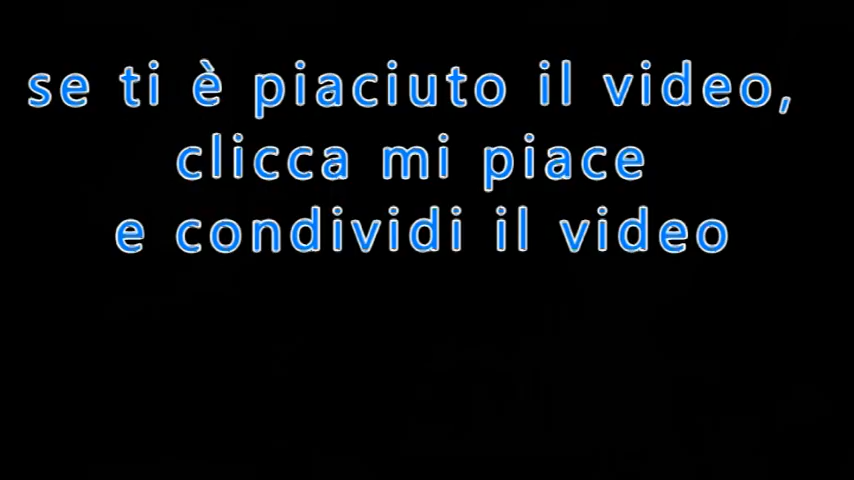 se ti è piaciuto il video,
clicca mi piace
e condividi il video